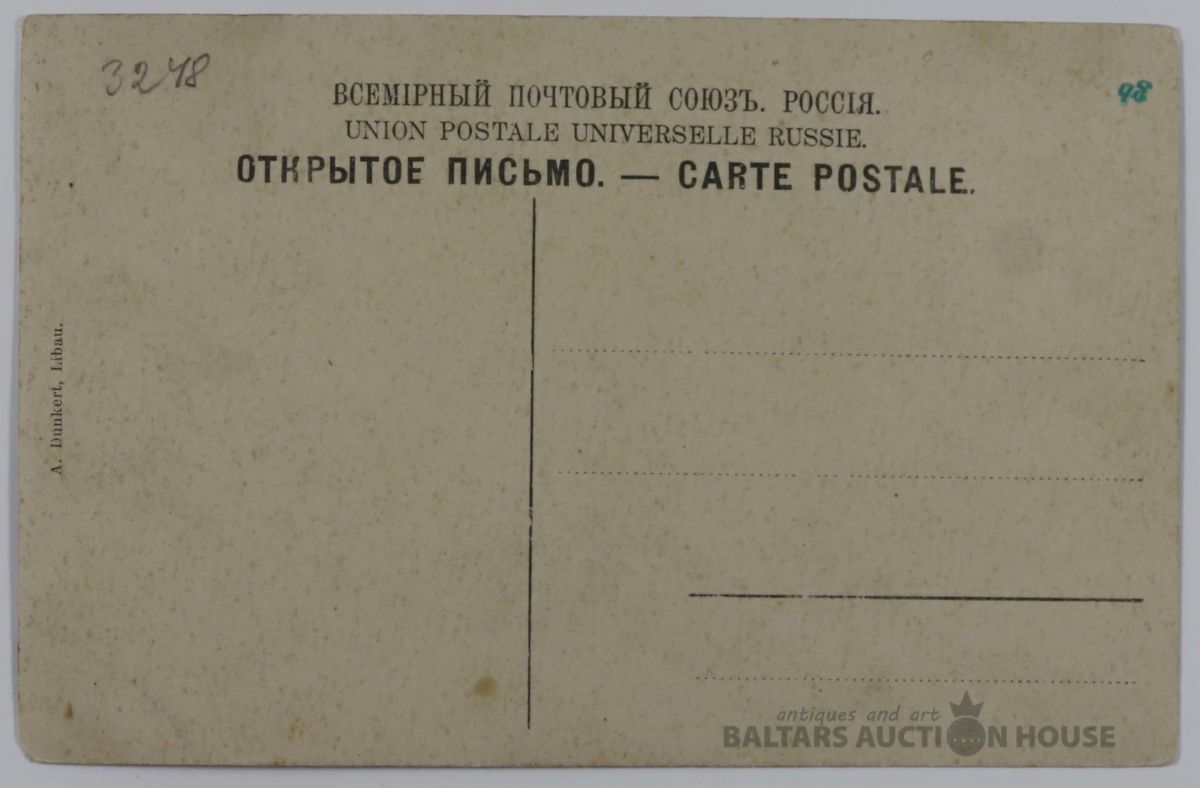 3248
ВСЕМІРНЫЙ ПОЧТОВЫЙ СОЮЗЪ. РОССІЯ.
98
UNION POSTALE UNIVERSELLE RUSSIE.
ОТКРЫТОЕ ПИСЬМО. — CARTE POSTALE.
A. Dunkert, Libau.
antiques and art
BALTARS AUCTION HOUSE